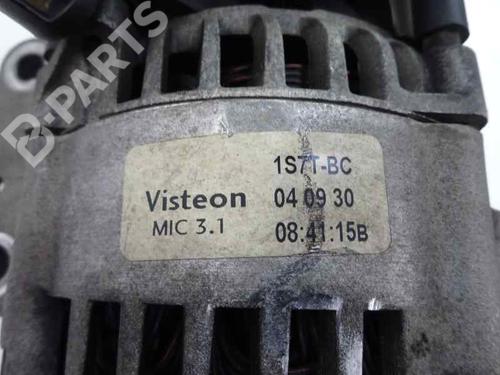 B-PARTS
Visteon
MIC 3.1
1S7T-BC
04 09 30
08:41:15B